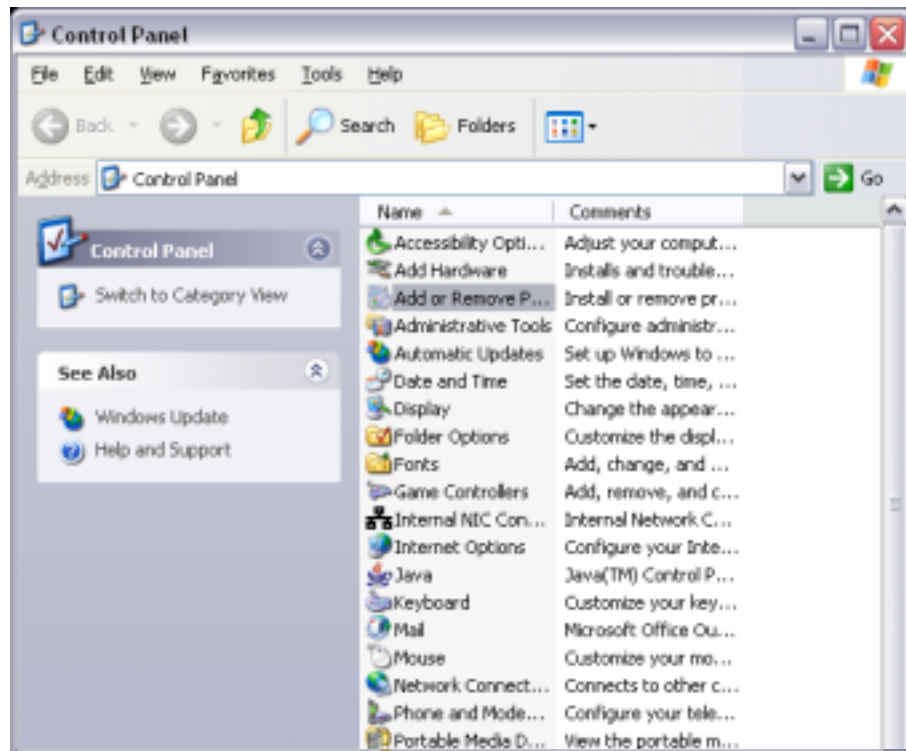 Control Panel
File Edit View Favorites Tools Help
Back Search Folders
Address Control Panel Go
Control Panel
Switch to Category View
See Also
Windows Update
Help and Support
Name Comments
Accessibility Opti... Adjust your comput...
Add Hardware Installs and trouble...
Add or Remove P... Install or remove pr...
Administrative Tools Configure administr...
Automatic Updates Set up Windows to ...
Date and Time Set the date, time, ...
Display Change the appear...
Folder Options Customize the displ...
Fonts Add, change, and ...
Game Controllers Add, remove, and c...
Internal NIC Con... Internal Network C...
Internet Options Configure your Inte...
Java Java(TM) Control P...
Keyboard Customize your key...
Mail Microsoft Office Ou...
Mouse Customize your mo...
Network Connect... Connects to other c...
Phone and Mode... Configure your tele...
Portable Media D... View the portable m...